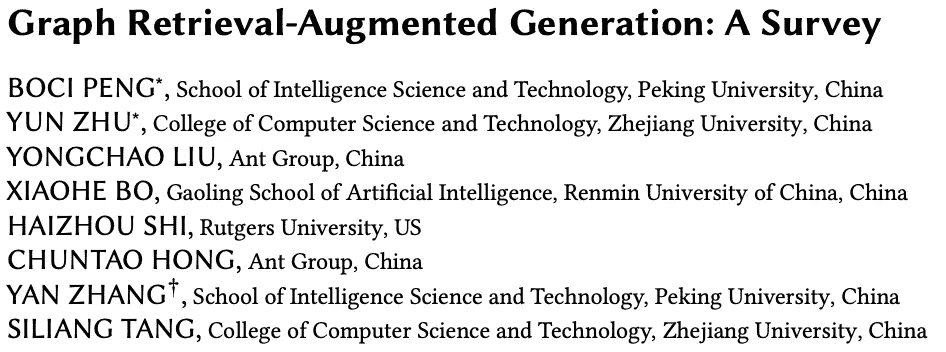 Graph Retrieval-Augmented Generation: A Survey
BOCI PENG*, School of Intelligence Science and Technology, Peking University, China
YUN ZHU*, College of Computer Science and Technology, Zhejiang University, China
YONGCHAO LIU, Ant Group, China
XIAOHE BO, Gaoling School of Artificial Intelligence, Renmin University of China, China
HAIZHOU SHI, Rutgers University, US
CHUNTAO HONG, Ant Group, China
YAN ZHANG†, School of Intelligence Science and Technology, Peking University, China
SILIANG TANG, College of Computer Science and Technology, Zhejiang University, China